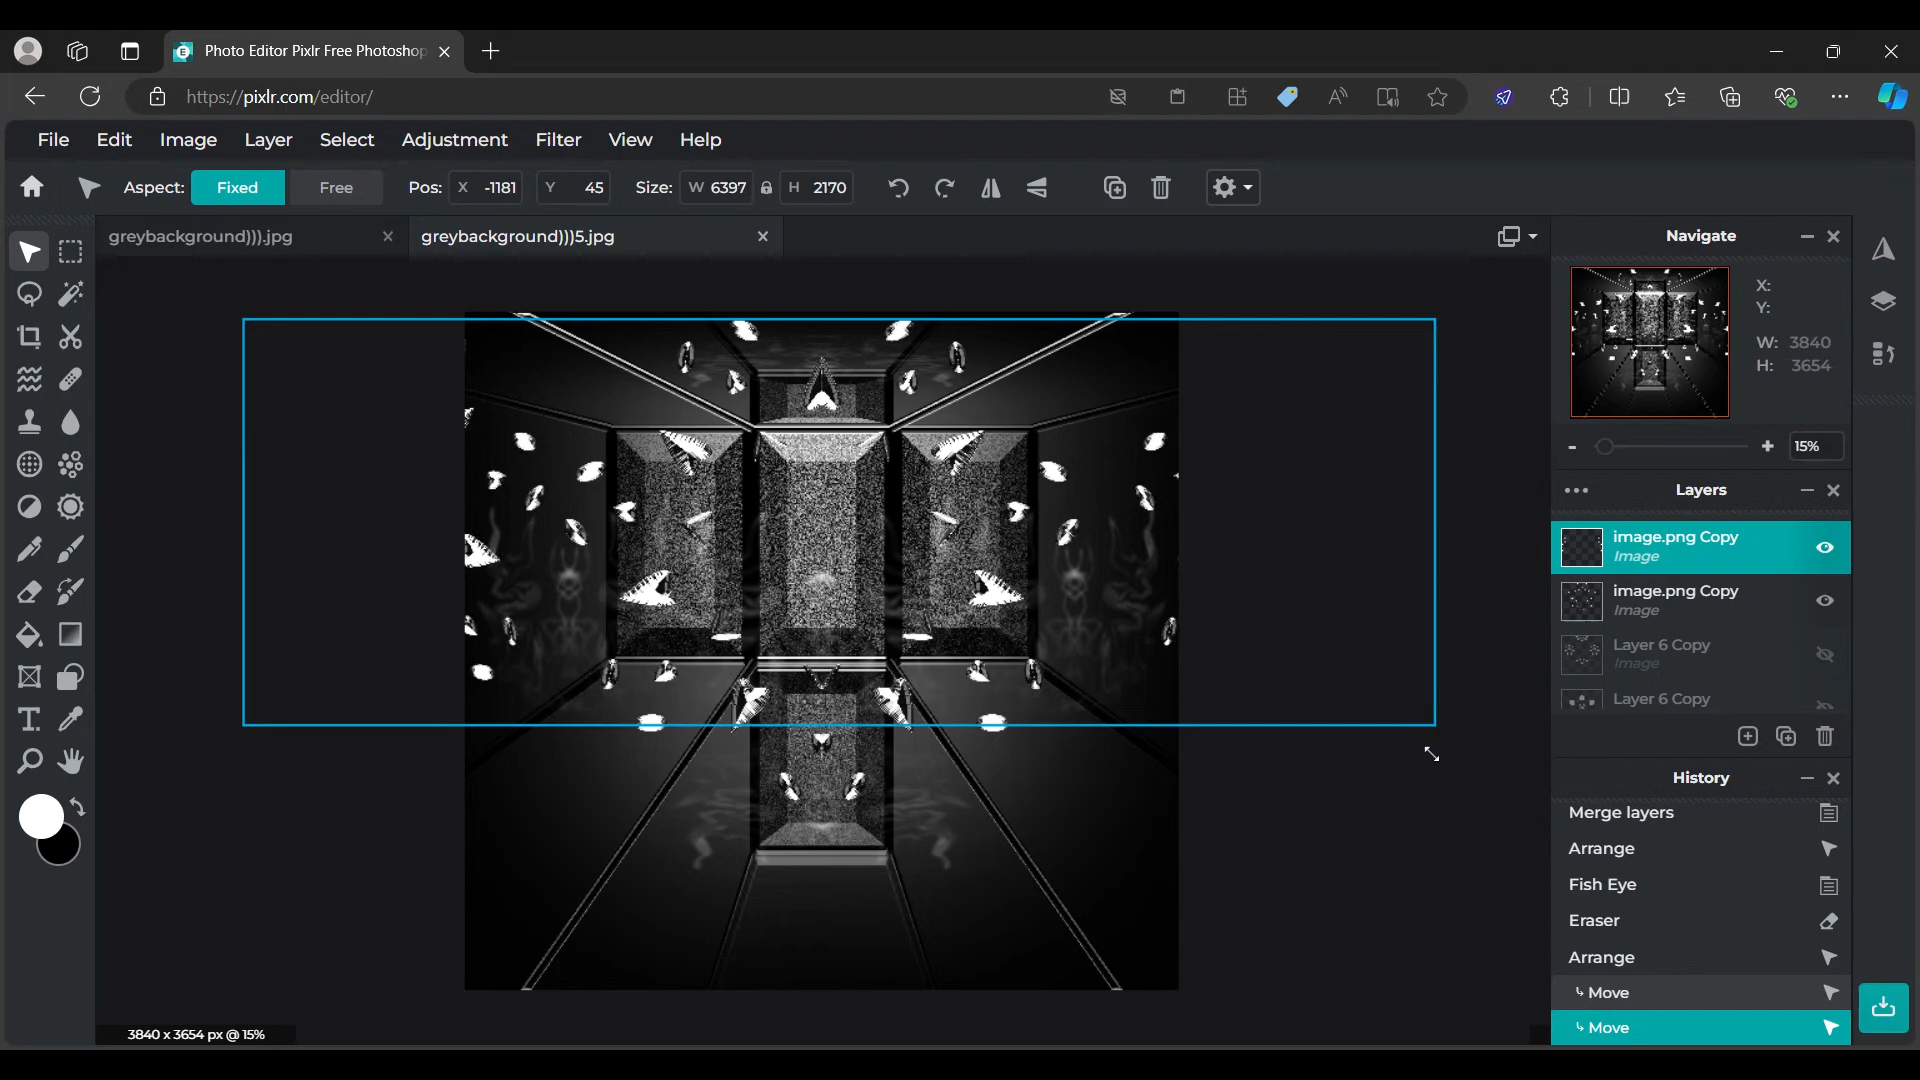 Photo Editor Pixlr Free Photoshop
https://pixlr.com/editor/
File Edit Image Layer Select Adjustment Filter View Help
Aspect: Fixed Free Pos: X -1181 Y 45 Size: W 6397 H 2170
greybackground))).jpg greybackground)))5.jpg
Navigate
X:
Y:
W: 3840
H: 3654
- + 15%
Layers
image.png Copy
Image
image.png Copy
Image
Layer 6 Copy
Image
Layer 6 Copy
History
Merge layers
Arrange
Fish Eye
Eraser
Arrange
Move
Move
3840 x 3654 px @ 15%